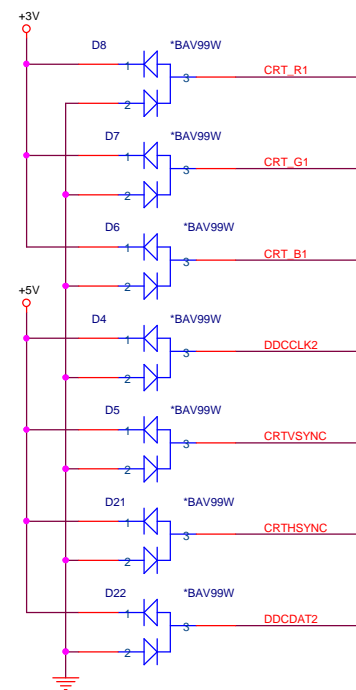 +3V
D8 *BAV99W
1
3 CRT_R1
2
D7 *BAV99W
1
3 CRT_G1
2
D6 *BAV99W
1
3 CRT_B1
2
+5V
D4 *BAV99W
1
3 DDCCLK2
2
D5 *BAV99W
1
3 CRTVSYNC
2
D21 *BAV99W
1
3 CRTHSYNC
2
D22 *BAV99W
1
3 DDCDAT2
2